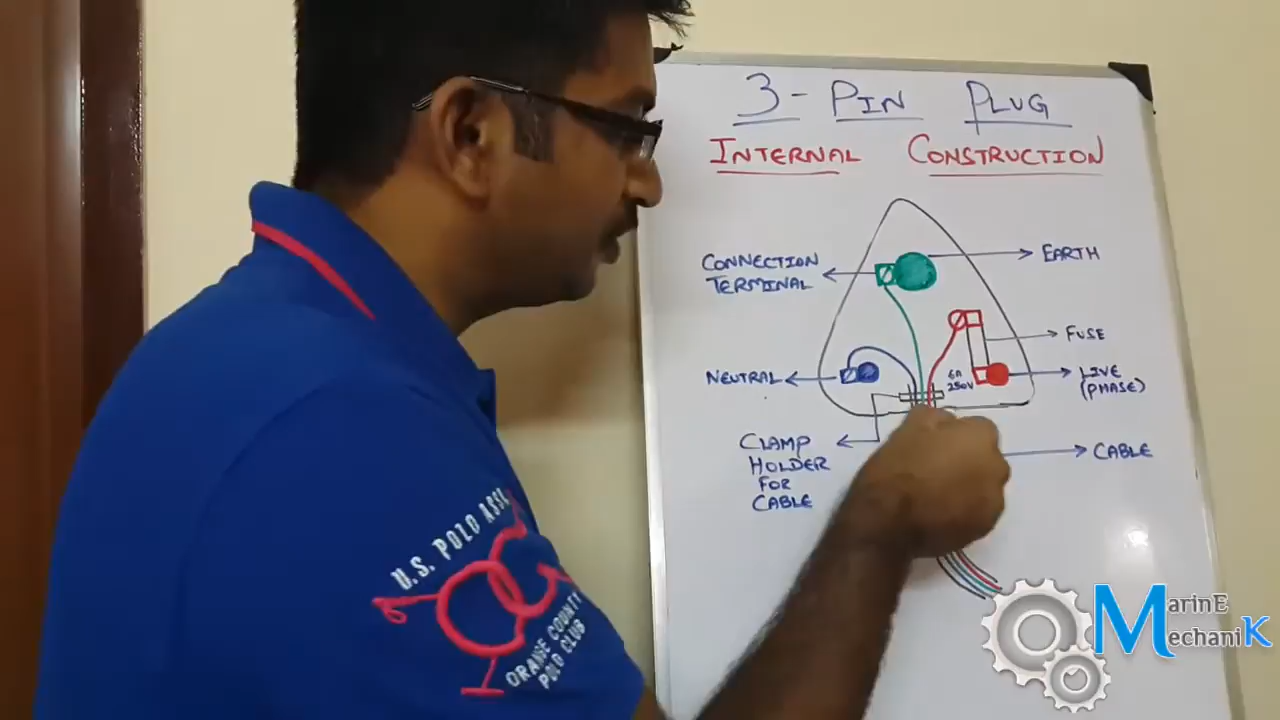 3- PIN PLUG
INTERNAL CONSTRUCTION
CONNECTION
TERMINAL
EARTH
FUSE
NEUTRAL
6A
250V
LIVE
(PHASE)
CLAMP
HOLDER
FOR
CABLE
CABLE
U.S. POLO ASSN.
ORANGE COUNTY
POLO CLUB
MarinE
MechaniK